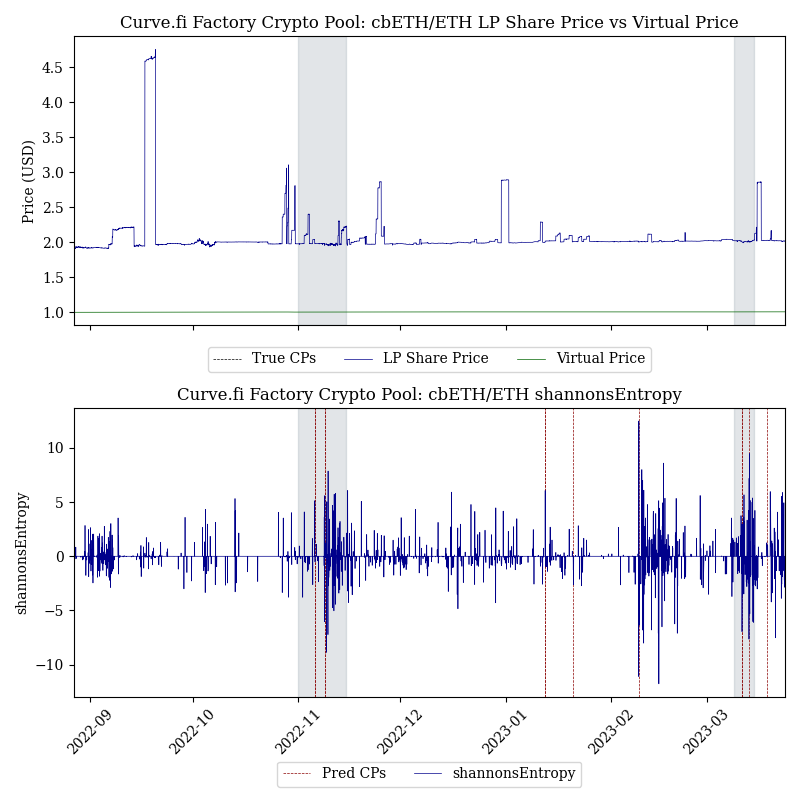 Curve.fi Factory Crypto Pool: cbETH/ETH LP Share Price vs Virtual Price
Price (USD)
4.5
4.0
3.5
3.0
2.5
2.0
1.5
1.0
True CPs LP Share Price Virtual Price
Curve.fi Factory Crypto Pool: cbETH/ETH shannonsEntropy
shannonsEntropy
10
5
0
−5
−10
2022-09 2022-10 2022-11 2022-12 2023-01 2023-02 2023-03
Pred CPs shannonsEntropy